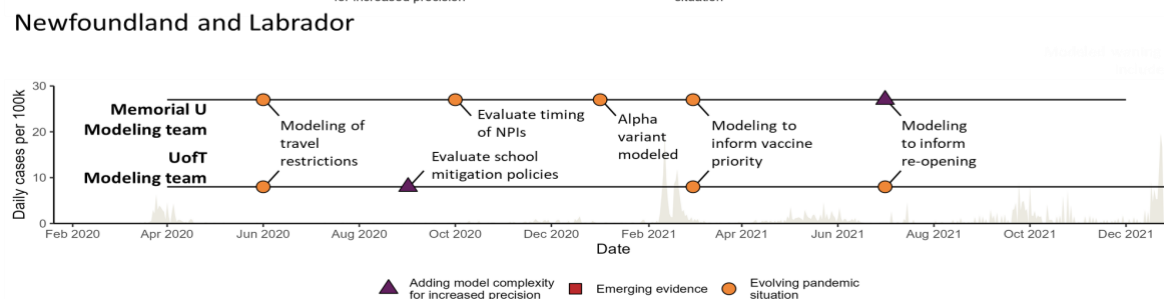 for increased precision
situation
Newfoundland and Labrador
Daily cases per 100k
30
20
10
0
Memorial U
Modeling team
UofT
Modeling team
Modeling of
travel
restrictions
Evaluate timing
of NPIs
Evaluate school
mitigation policies
Alpha
variant
modeled
Modeling to
inform vaccine
priority
Modeling
to inform
re-opening
Feb 2020
Apr 2020
Jun 2020
Aug 2020
Oct 2020
Dec 2020
Feb 2021
Apr 2021
Jun 2021
Aug 2021
Oct 2021
Dec 2021
Date
Adding model complexity
for increased precision
Emerging evidence
Evolving pandemic
situation